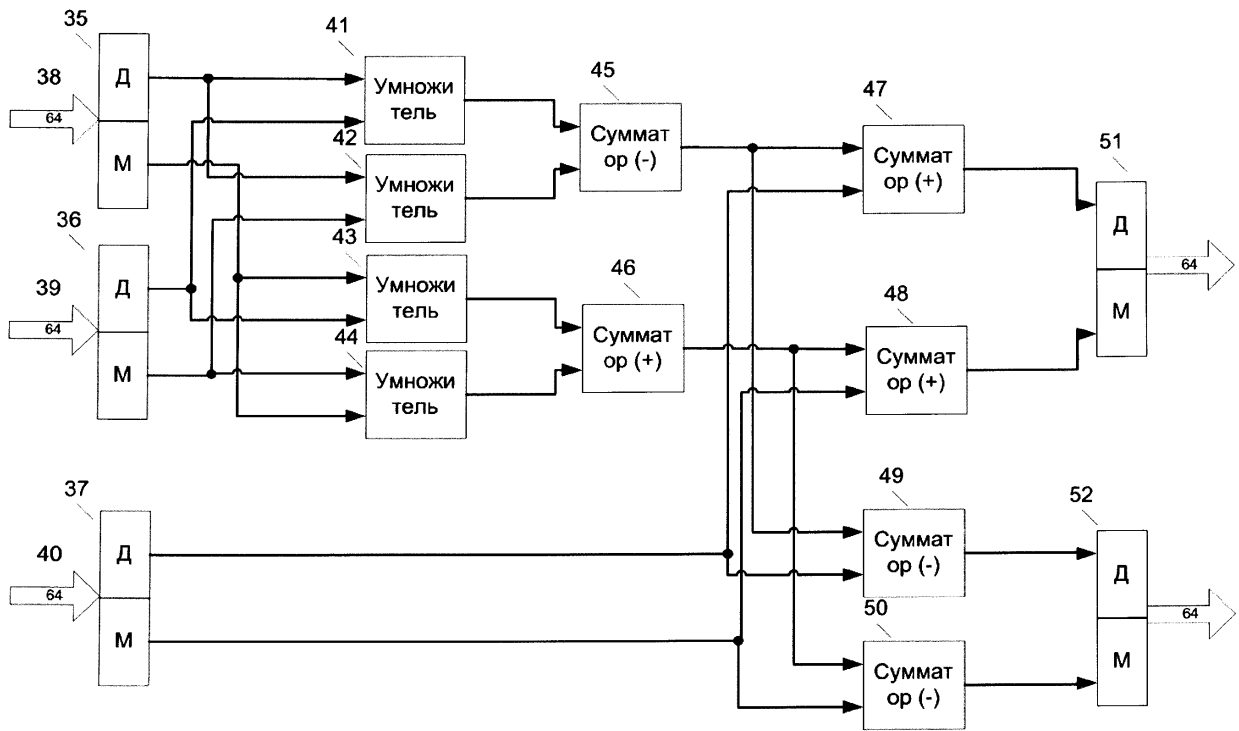 35
38
64
Д
М
36
39
64
Д
М
37
40
64
Д
М
41
Умножи
тель
42
Умножи
тель
43
Умножи
тель
44
Умножи
тель
45
Суммат
ор (-)
46
Суммат
ор (+)
47
Суммат
ор (+)
48
Суммат
ор (+)
49
Суммат
ор (-)
50
Суммат
ор (-)
51
Д
М
64
52
Д
М
64